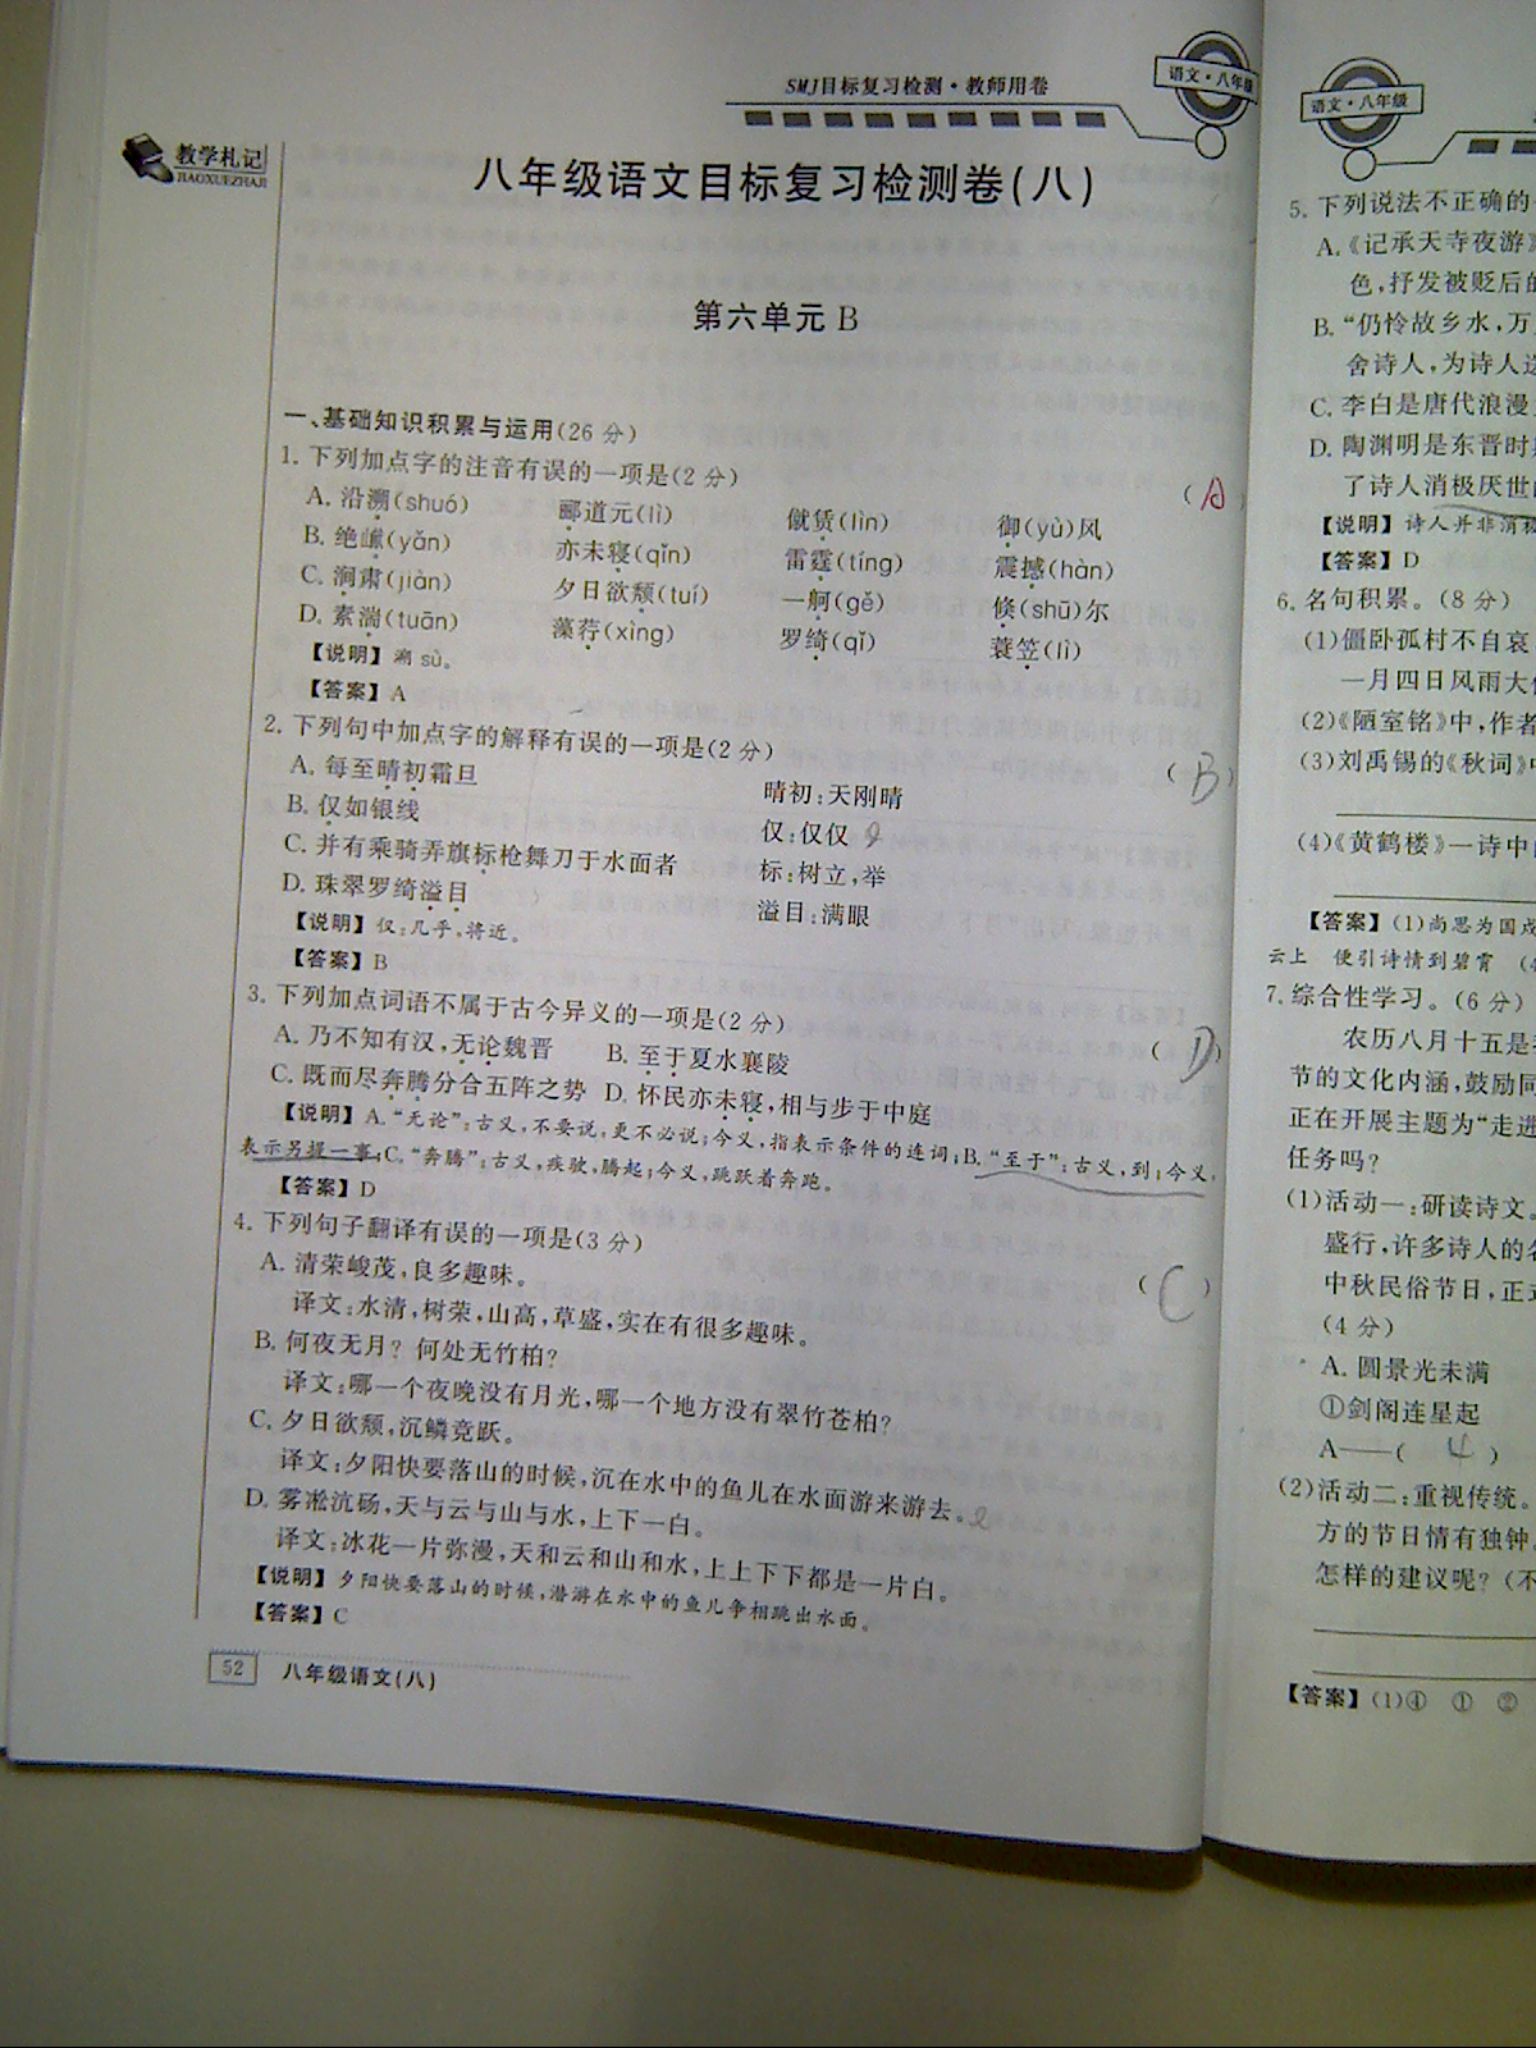 SMJ目标复习检测·教师用卷
语文·八年级
教学札记
JIAOXUEZHAJI
八年级语文目标复习检测卷(八)
第六单元 B
一、基础知识积累与运用(26 分)
1. 下列加点字的注音有误的一项是(2 分) (A)
A. 沿溯(shuó) 郦道元(lì) 僦赁(lìn) 御(yù)风
B. 绝巘(yǎn) 亦未寝(qǐn) 雷霆(tíng) 震撼(hàn)
C. 涧肃(jiàn) 夕日欲颓(tuí) 一舸(gě) 倏(shū)尔
D. 素湍(tuān) 藻荇(xìng) 罗绮(qǐ) 蓑笠(lì)
【说明】溯 sù。
【答案】A
2. 下列句中加点字的解释有误的一项是(2 分) (B)
A. 每至晴初霜旦 晴初:天刚晴
B. 仅如银线 仅:仅仅
C. 并有乘骑弄旗标枪舞刀于水面者 标:树立,举
D. 珠翠罗绮溢目 溢目:满眼
【说明】仅:几乎,将近。
【答案】B
3. 下列加点词语不属于古今异义的一项是(2 分) (D)
A. 乃不知有汉,无论魏晋 B. 至于夏水襄陵
C. 既而尽奔腾分合五阵之势 D. 怀民亦未寝,相与步于中庭
【说明】A.“无论”:古义,不要说,更不必说;今义,指表示条件的连词;B.“至于”:古义,到;今义,
表示另提一事;C.“奔腾”:古义,疾驶,腾起;今义,跳跃着奔跑。
【答案】D
4. 下列句子翻译有误的一项是(3 分) (C)
A. 清荣峻茂,良多趣味。
译文:水清,树荣,山高,草盛,实在有很多趣味。
B. 何夜无月?何处无竹柏?
译文:哪一个夜晚没有月光,哪一个地方没有翠竹苍柏?
C. 夕日欲颓,沉鳞竞跃。
译文:夕阳快要落山的时候,沉在水中的鱼儿在水面游来游去。
D. 雾凇沆砀,天与云与山与水,上下一白。
译文:冰花一片弥漫,天和云和山和水,上上下下都是一片白。
【说明】夕阳快要落山的时候,潜游在水中的鱼儿争相跳出水面。
【答案】C
52 八年级语文(八)
语文·八年级
5. 下列说法不正确的
A.《记承天寺夜游》
色,抒发被贬后的
B. “仍怜故乡水,万
舍诗人,为诗人送
C. 李白是唐代浪漫
D. 陶渊明是东晋时期
了诗人消极厌世的
【说明】诗人并非消极
【答案】D
6. 名句积累。(8 分)
(1)僵卧孤村不自哀,
一月四日风雨大作
(2)《陋室铭》中,作者
(3)刘禹锡的《秋词》中
(4)《黄鹤楼》一诗中
【答案】(1)尚思为国戍
云上 便引诗情到碧霄 (4
7. 综合性学习。(6 分)
农历八月十五是
节的文化内涵,鼓励同
正在开展主题为“走进
任务吗?
(1)活动一:研读诗文。
盛行,许多诗人的名
中秋民俗节日,正
(4 分)
A. 圆景光未满
①剑阁连星起
A——( 4 )
(2)活动二:重视传统。
方的节日情有独钟。
怎样的建议呢?(不
【答案】(1)④ ① ②